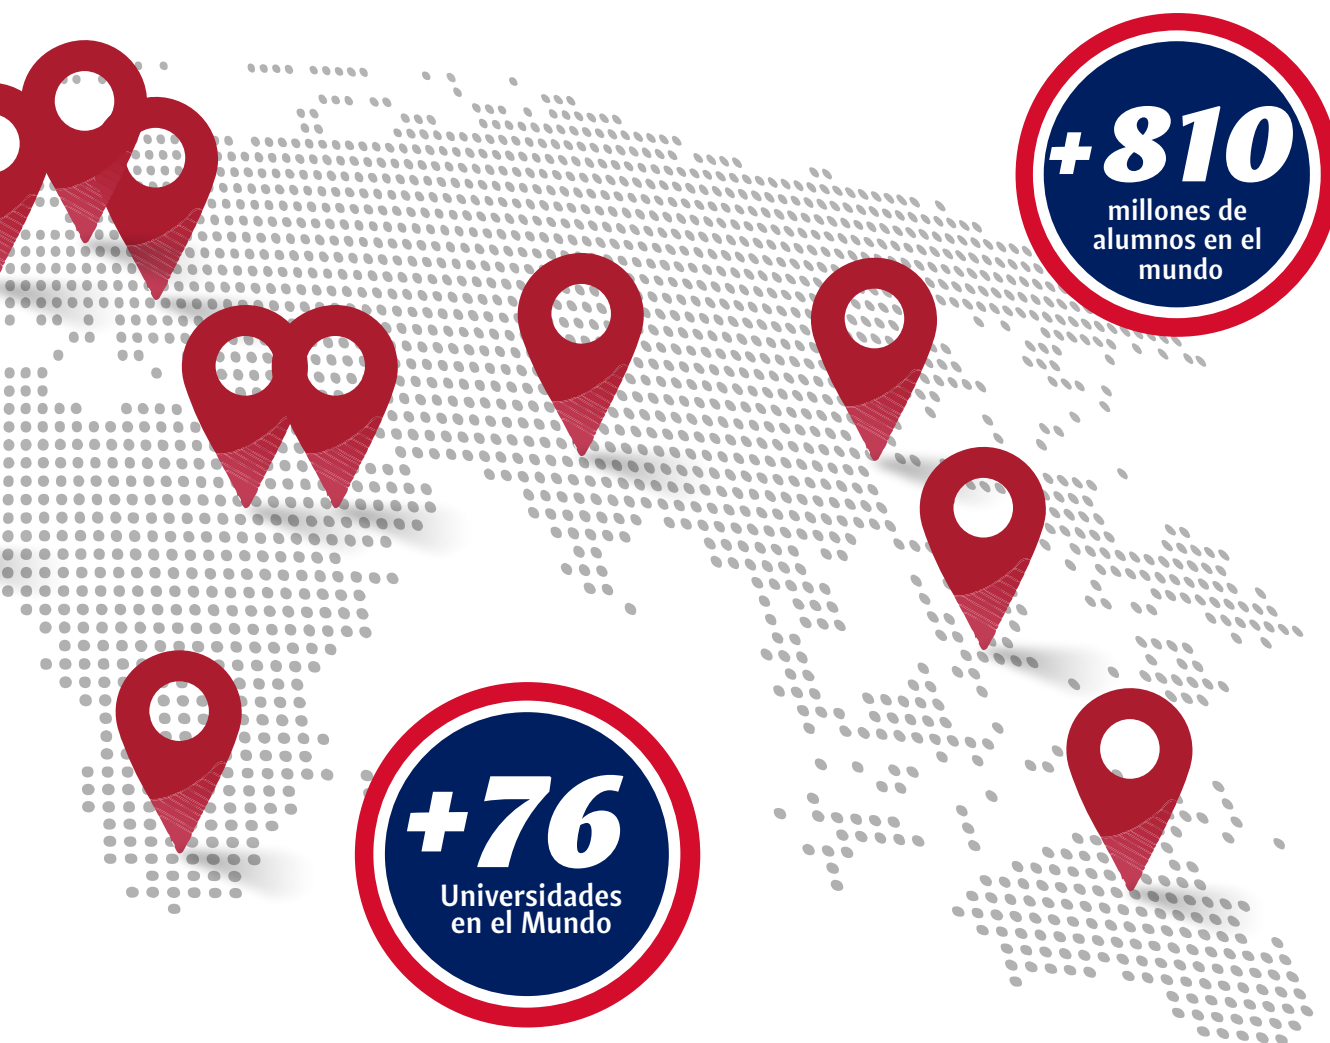 +810
millones de
alumnos en el
mundo
+76
Universidades
en el Mundo